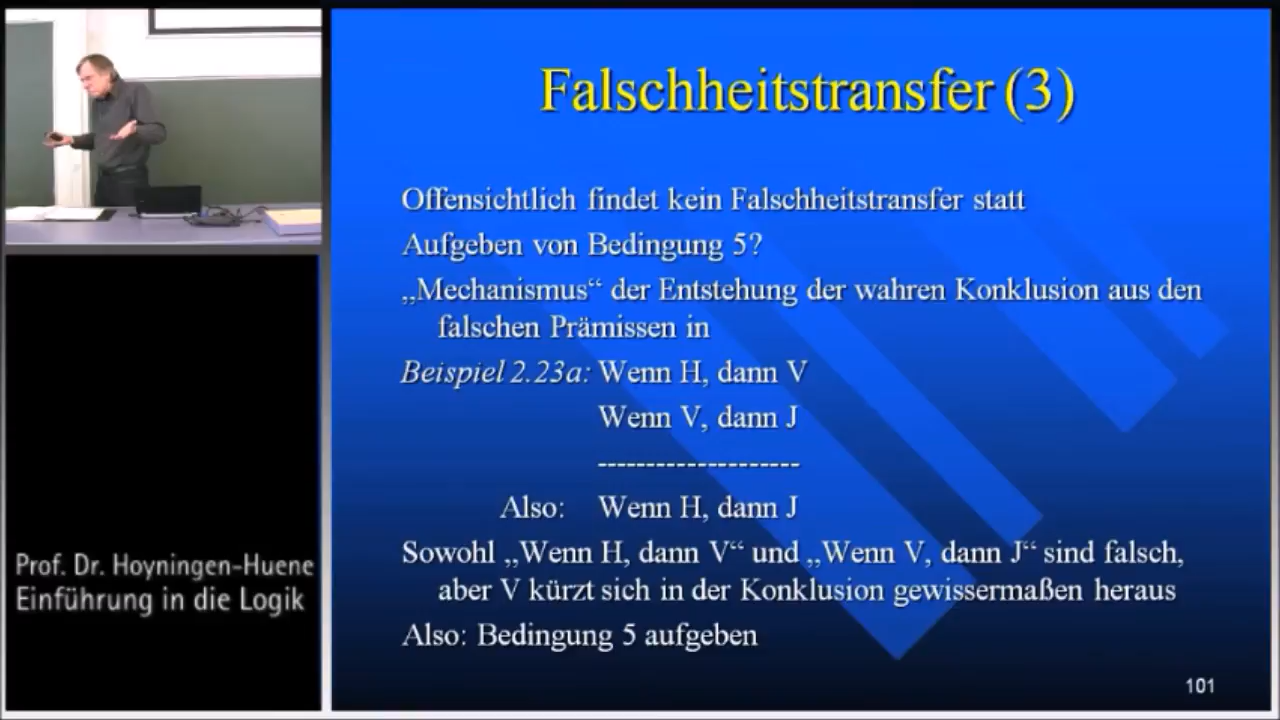 Falschheitstransfer (3)
Offensichtlich findet kein Falschheitstransfer statt
Aufgeben von Bedingung 5?
„Mechanismus“ der Entstehung der wahren Konklusion aus den
falschen Prämissen in
Beispiel 2.23a: Wenn H, dann V
Wenn V, dann J
---------------------
Also: Wenn H, dann J
Sowohl „Wenn H, dann V“ und „Wenn V, dann J“ sind falsch,
aber V kürzt sich in der Konklusion gewissermaßen heraus
Also: Bedingung 5 aufgeben
101
Prof. Dr. Hoyningen-Huene
Einführung in die Logik